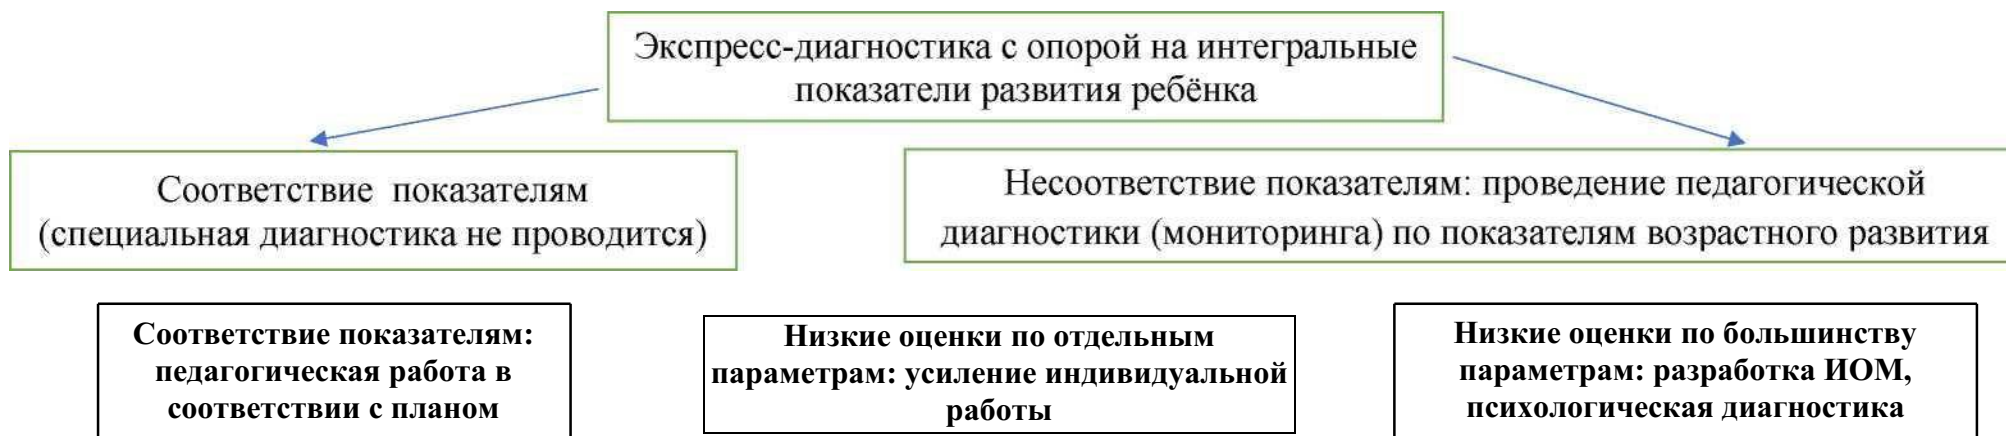 Экспресс-диагностика с опорой на интегральные
показатели развития ребёнка
Соответствие показателям
(специальная диагностика не проводится)
Несоответствие показателям: проведение педагогической
диагностики (мониторинга) по показателям возрастного развития
Соответствие показателям:
педагогическая работа в
соответствии с планом
Низкие оценки по отдельным
параметрам: усиление индивидуальной
работы
Низкие оценки по большинству
параметрам: разработка ИОМ,
психологическая диагностика